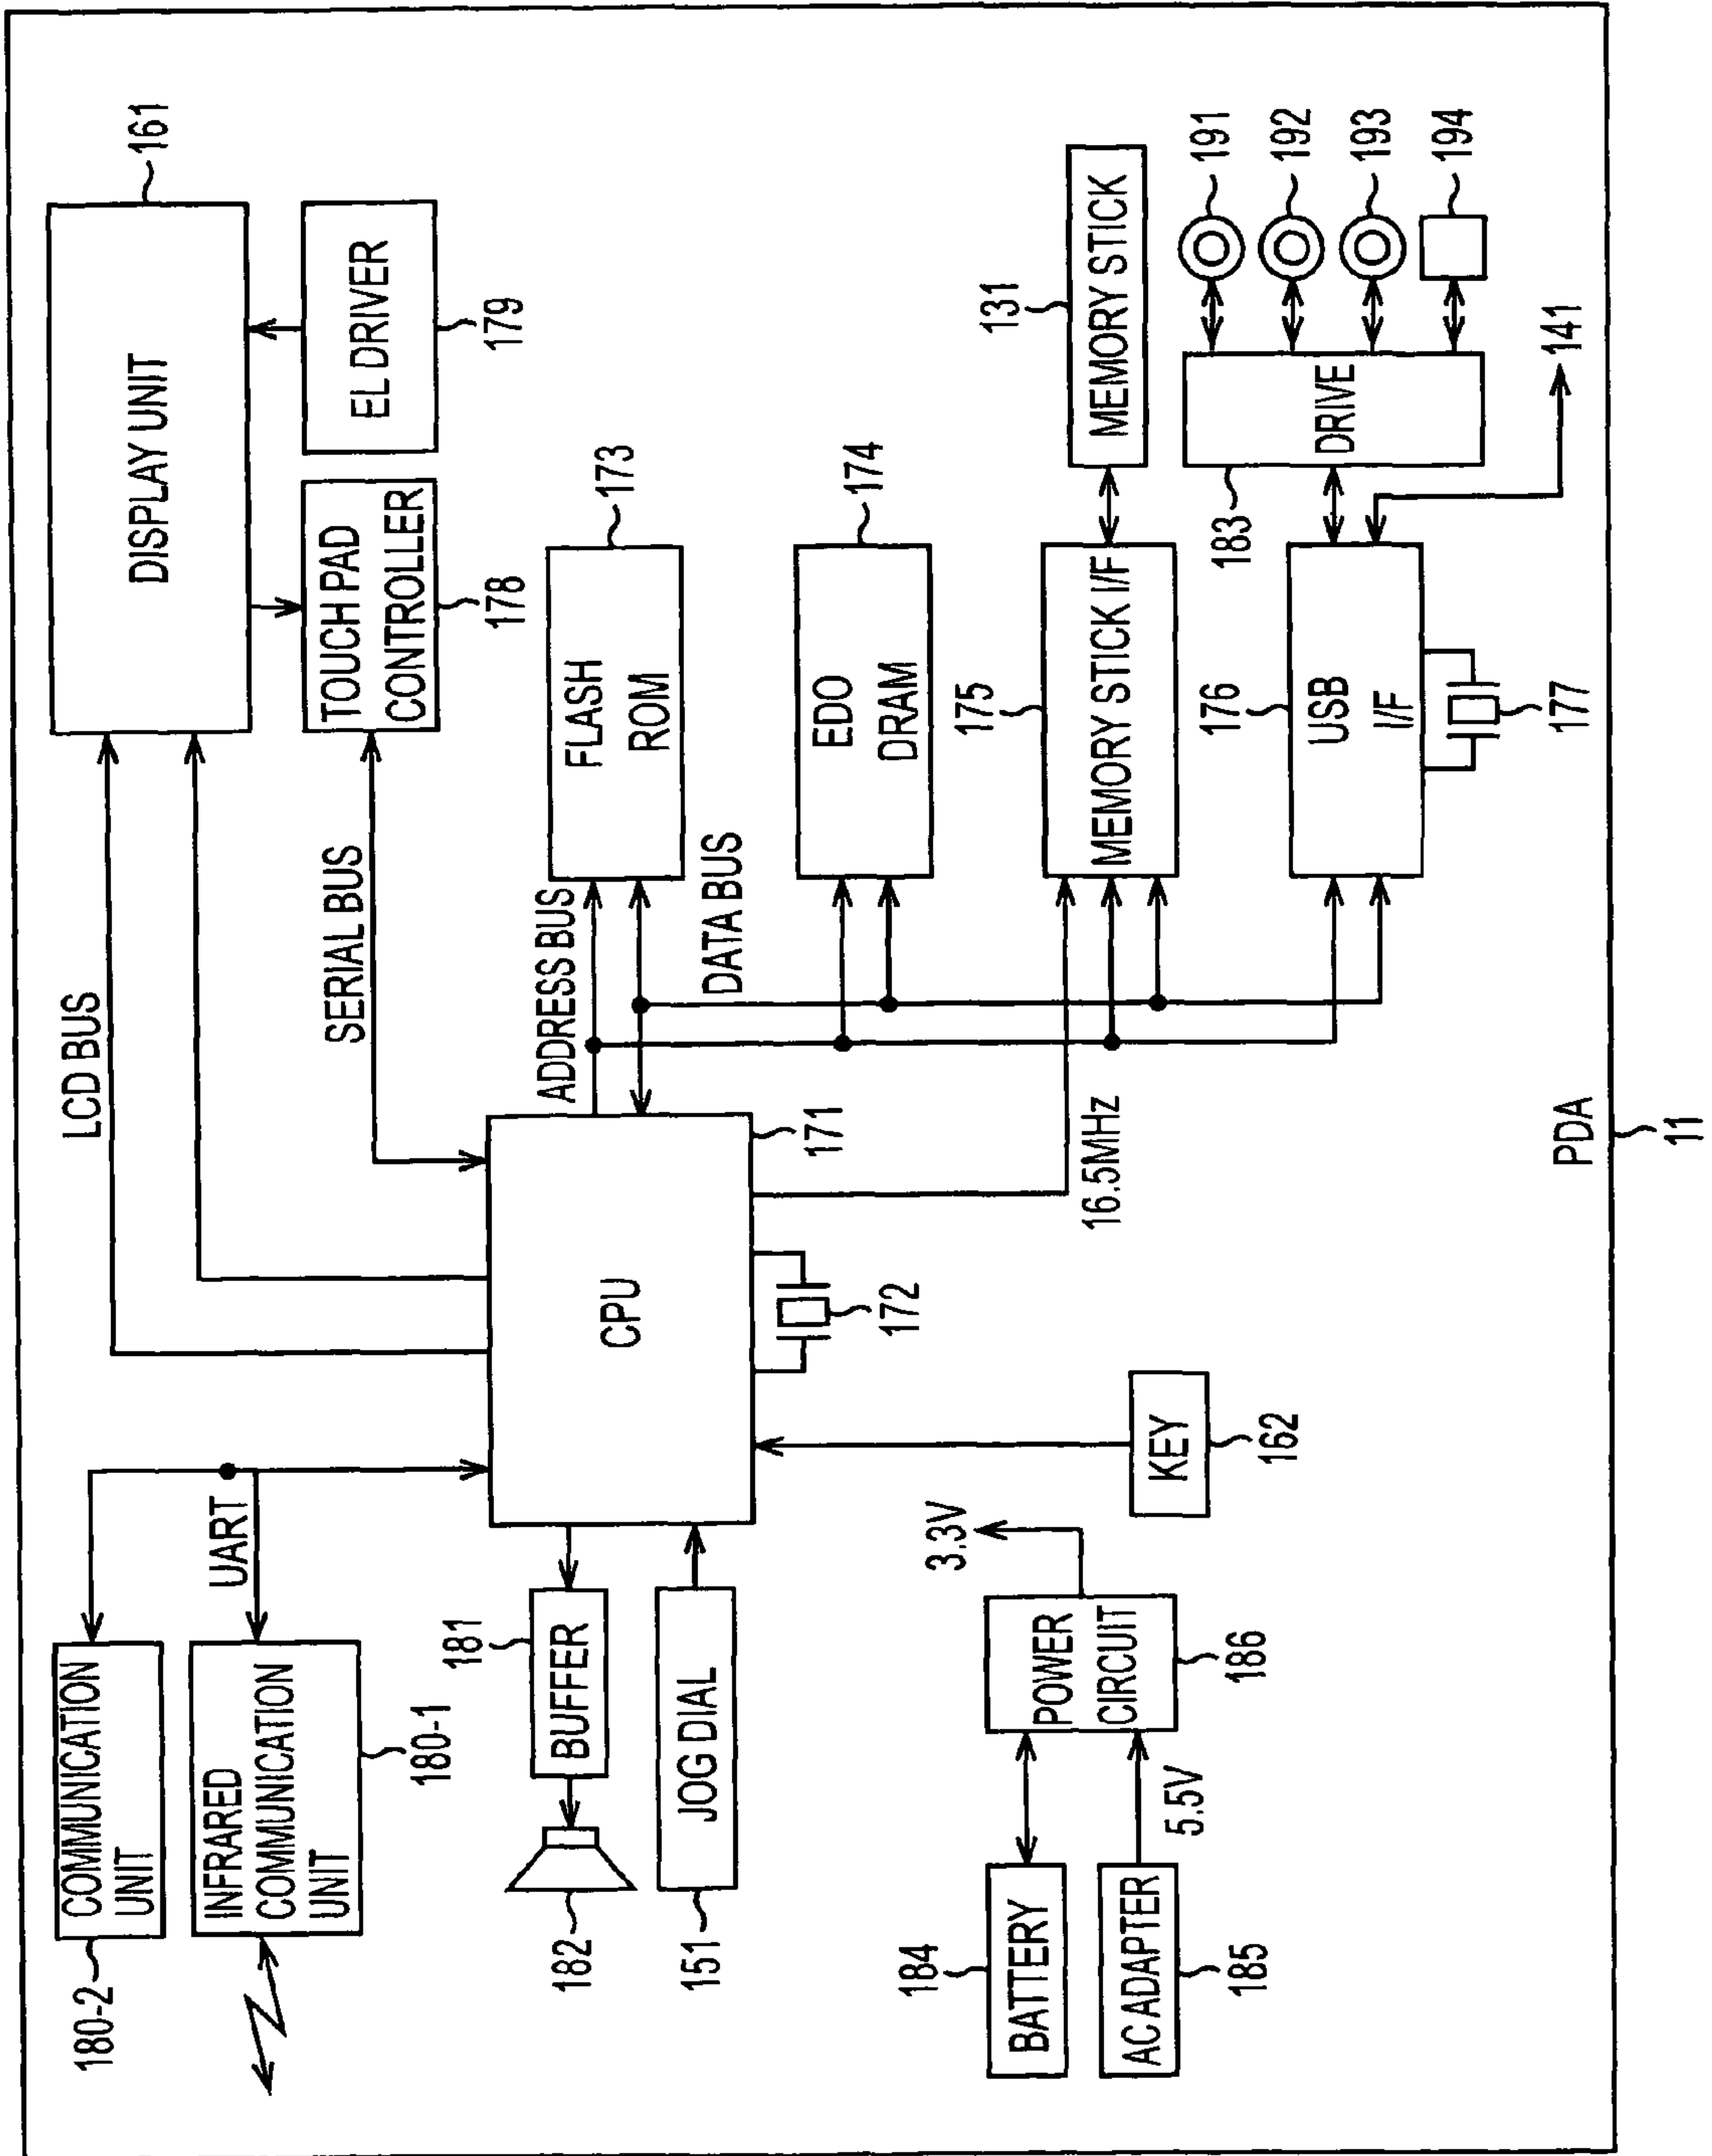 180-2
COMMUNICATION
UNIT
INFRARED
COMMUNICATION
UNIT
180-1
UART
LCD BUS
DISPLAY UNIT
161
SERIAL BUS
TOUCH PAD
CONTROLLER
178
EL DRIVER
179
181
BUFFER
182
JOG DIAL
151
CPU
171
172
ADDRESS BUS
DATA BUS
FLASH
ROM
173
EDO
DRAM
174
16.5MHz
175
MEMORY STICK I/F
131
MEMORY STICK
176
USB
I/F
177
183
DRIVE
191
192
193
194
141
KEY
162
184
BATTERY
AC ADAPTER
185
5.5V
POWER
CIRCUIT
186
3.3V
PDA
11